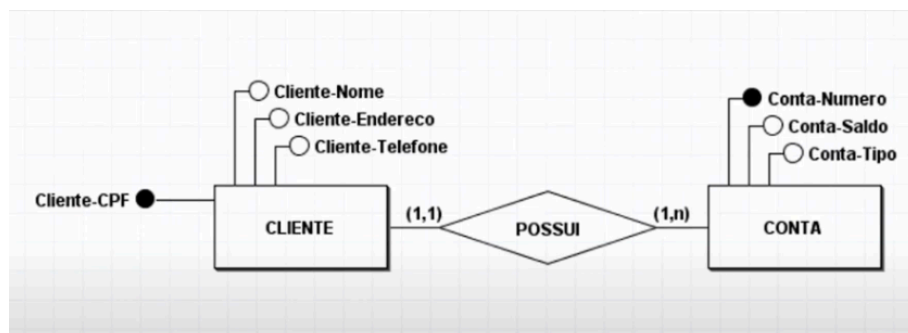 Cliente-Nome
Cliente-Endereco
Cliente-Telefone
Cliente-CPF
CLIENTE
(1,1)
POSSUI
(1,n)
Conta-Numero
Conta-Saldo
Conta-Tipo
CONTA